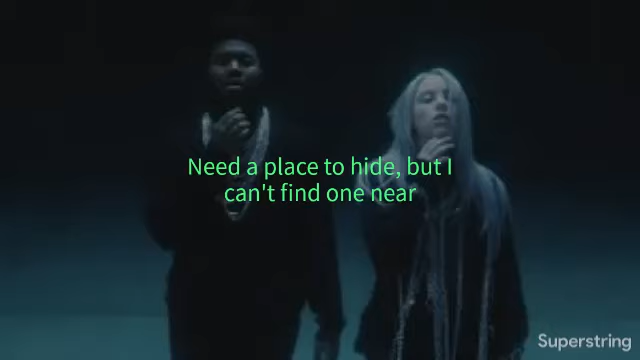 Need a place to hide, but I
can't find one near
Superstring